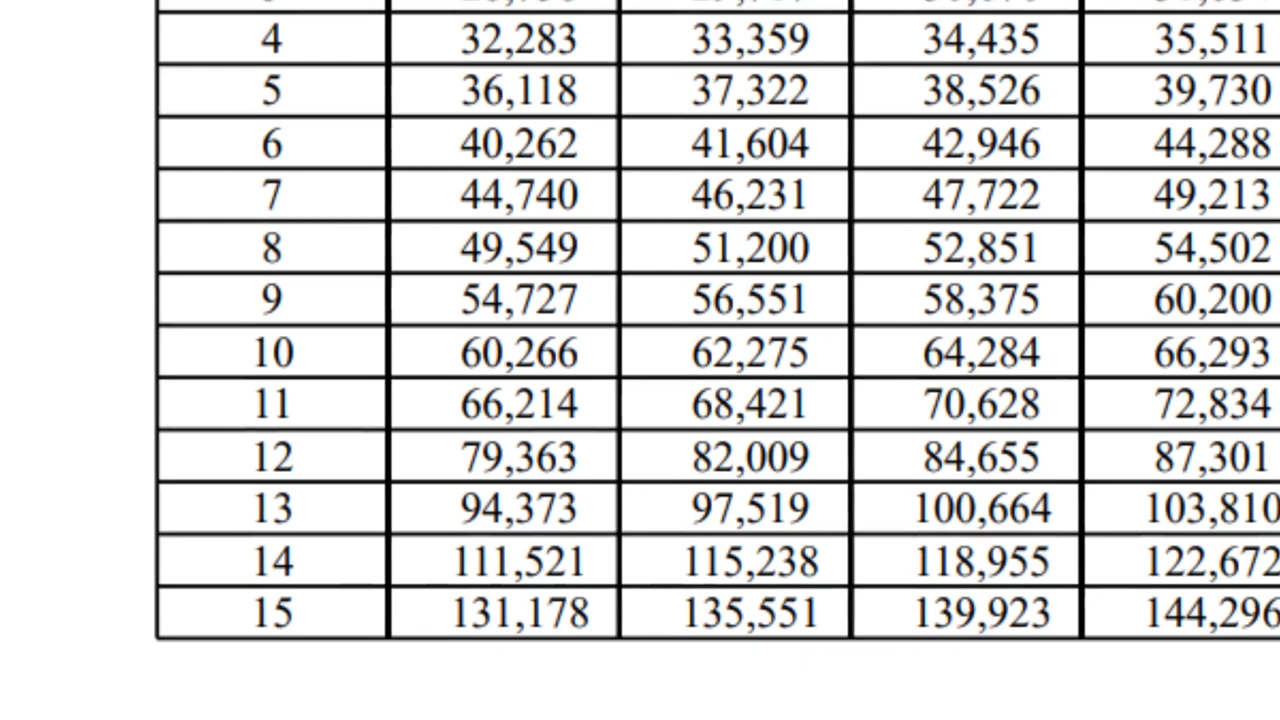 4 32,283 33,359 34,435 35,511
5 36,118 37,322 38,526 39,730
6 40,262 41,604 42,946 44,288
7 44,740 46,231 47,722 49,213
8 49,549 51,200 52,851 54,502
9 54,727 56,551 58,375 60,200
10 60,266 62,275 64,284 66,293
11 66,214 68,421 70,628 72,834
12 79,363 82,009 84,655 87,301
13 94,373 97,519 100,664 103,810
14 111,521 115,238 118,955 122,672
15 131,178 135,551 139,923 144,296